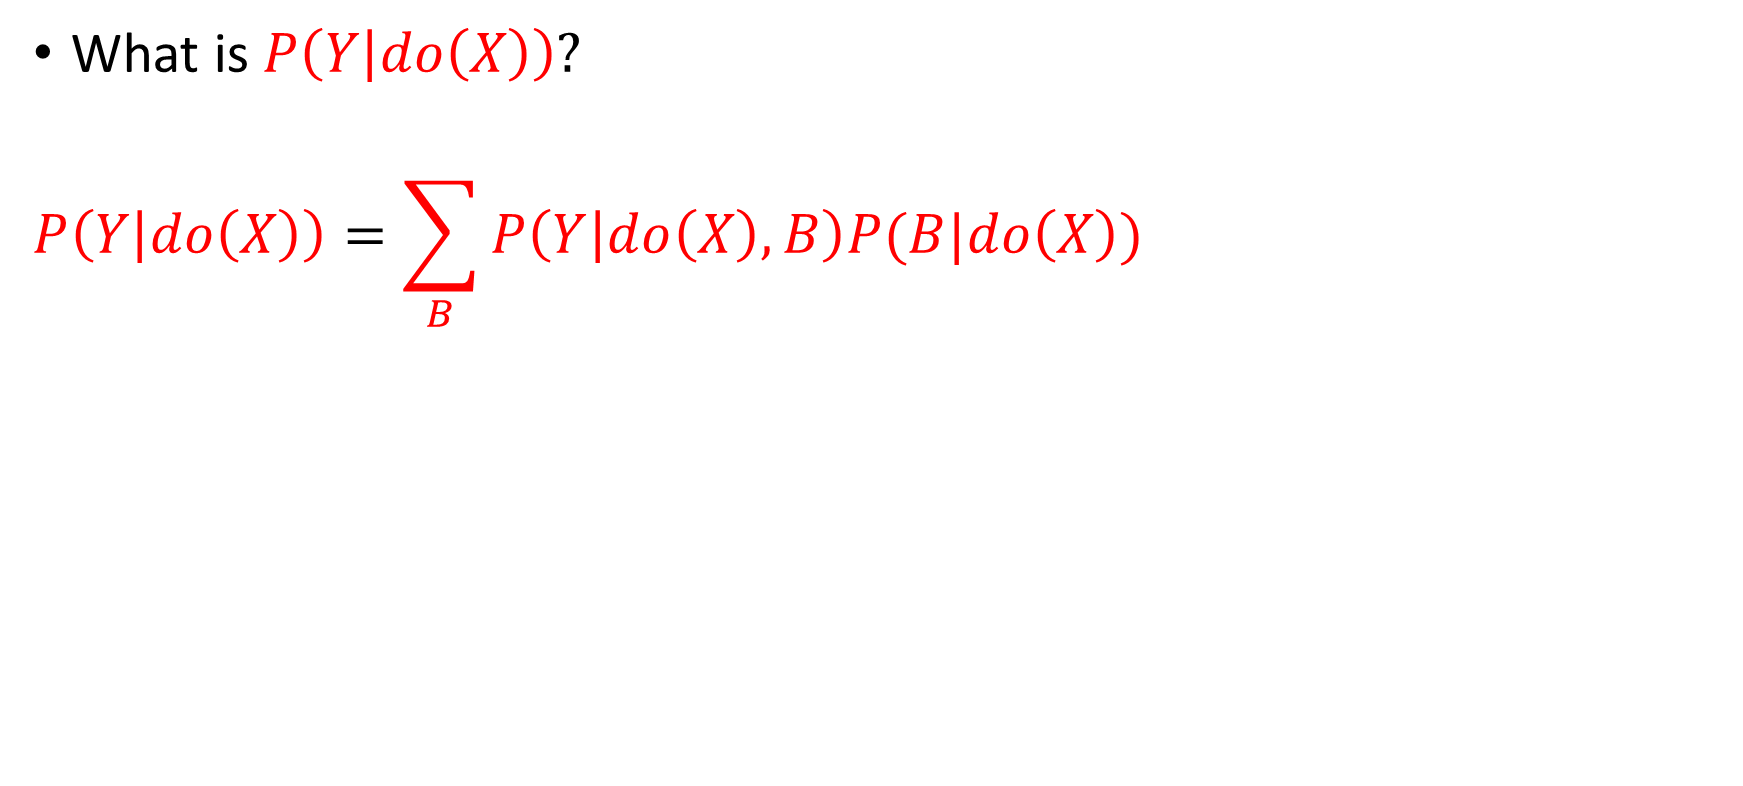 • What is P(Y|do(X))?
P(Y|do(X)) = ∑_B P(Y|do(X), B)P(B|do(X))